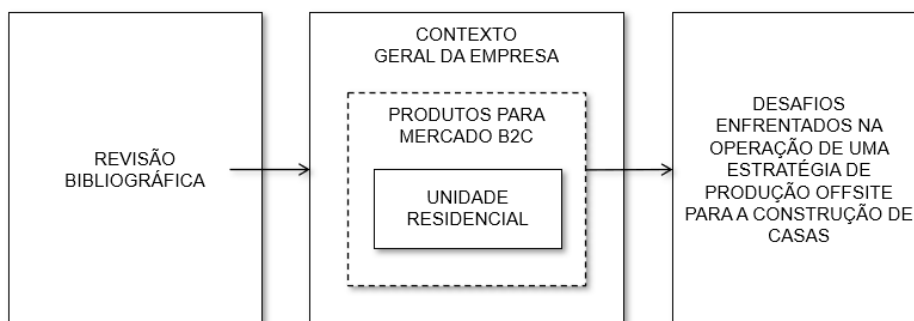 REVISÃO
BIBLIOGRÁFICA
CONTEXTO
GERAL DA EMPRESA
PRODUTOS PARA
MERCADO B2C
UNIDADE
RESIDENCIAL
DESAFIOS
ENFRENTADOS NA
OPERAÇÃO DE UMA
ESTRATÉGIA DE
PRODUÇÃO OFFSITE
PARA A CONSTRUÇÃO DE
CASAS